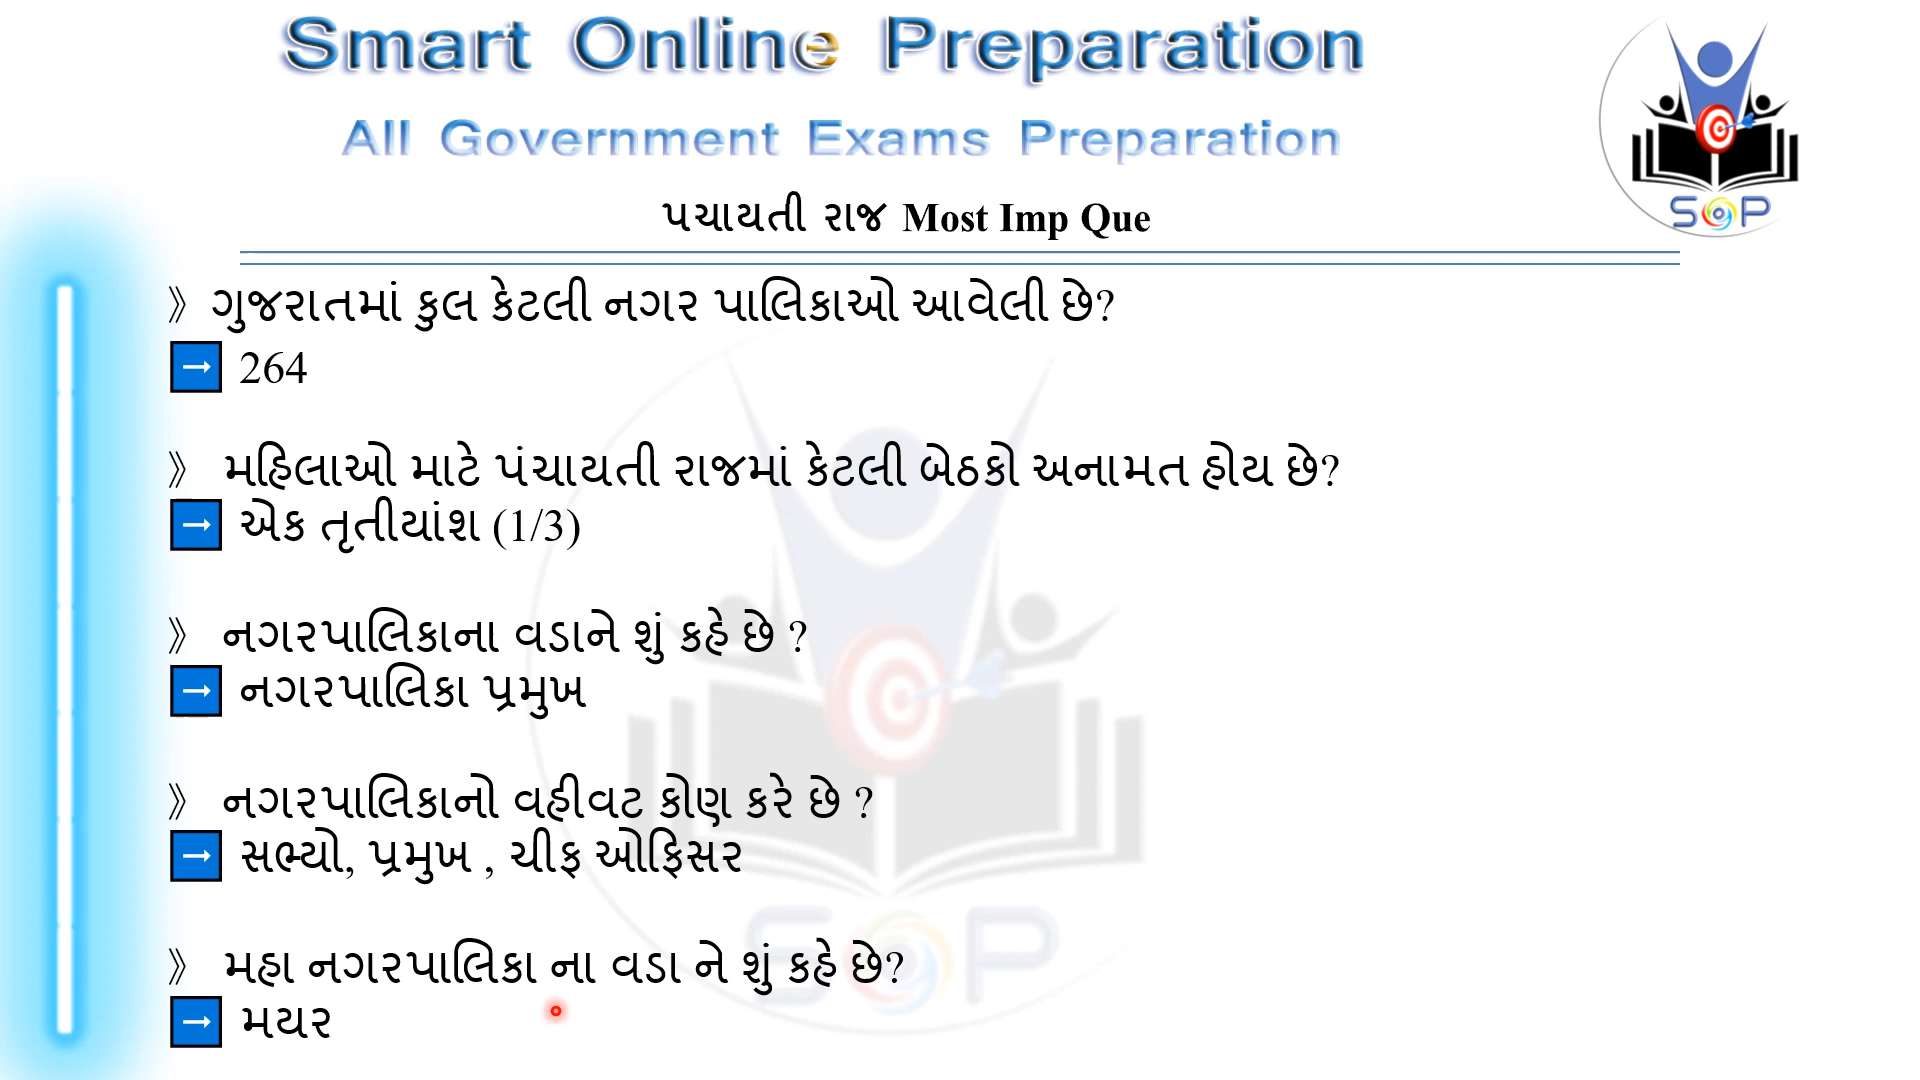 Smart Online Preparation
All Government Exams Preparation
SOP
પચાયતી રાજ Most Imp Que
》ગુજરાતમાં કુલ કેટલી નગર પાલિકાઓ આવેલી છે?
→ 264
》 મહિલાઓ માટે પંચાયતી રાજમાં કેટલી બેઠકો અનામત હોય છે?
→ એક તૃતીયાંશ (1/3)
》 નગરપાલિકાના વડાને શું કહે છે ?
→ નગરપાલિકા પ્રમુખ
》 નગરપાલિકાનો વહીવટ કોણ કરે છે ?
→ સભ્યો, પ્રમુખ , ચીફ ઓફિસર
》 મહા નગરપાલિકા ના વડા ને શું કહે છે?
→ મયર
SOP